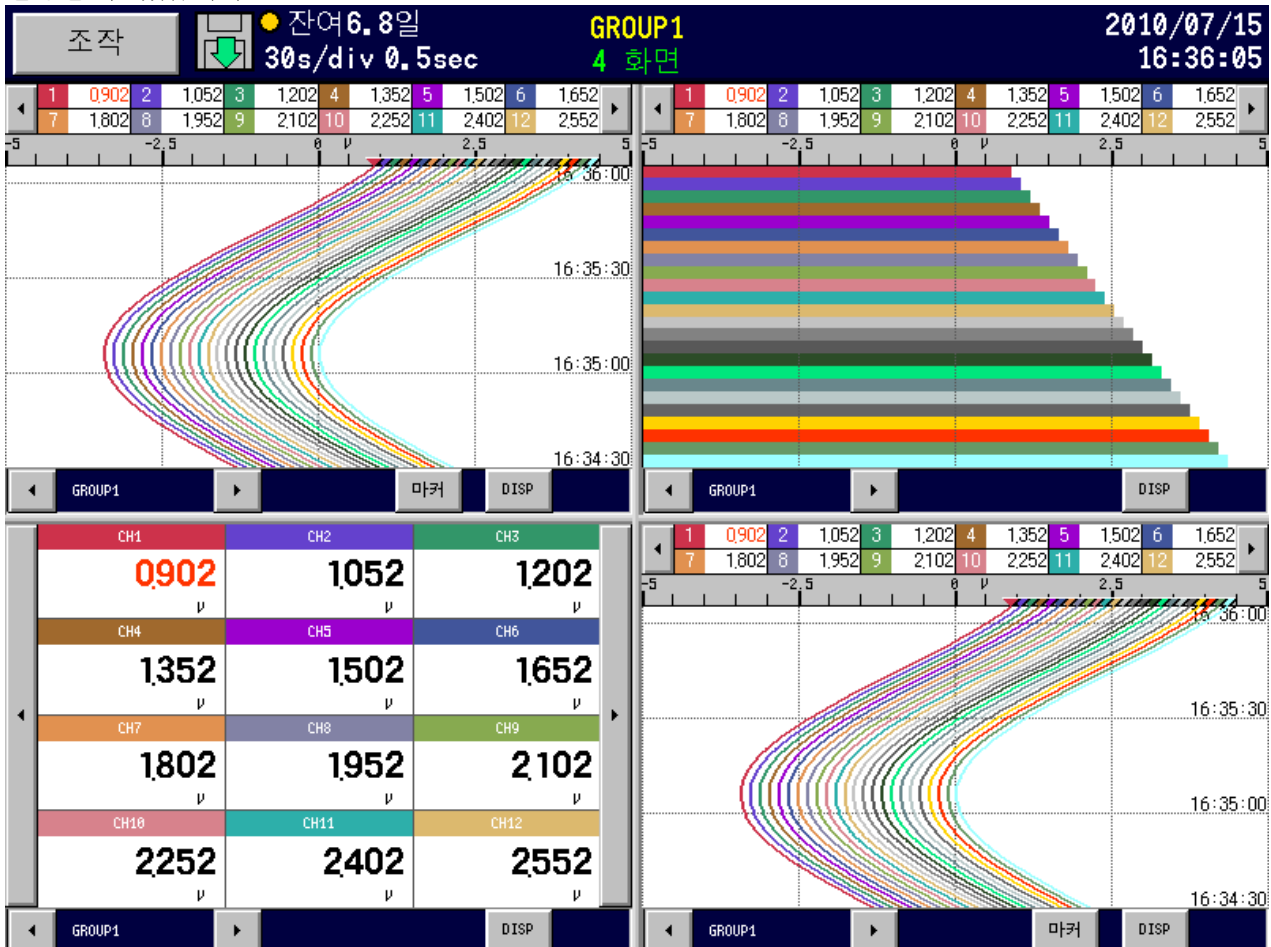 조작
잔여6.8일
30s/div 0.5sec
GROUP1
4 화면
2010/07/15
16:36:05
1 0.902 2 1.052 3 1.202 4 1.352 5 1.502 6 1.652
7 1.802 8 1.952 9 2.102 10 2.252 11 2.402 12 2.552
-5 -2.5 0 V 2.5 5
16:36:00
16:35:30
16:35:00
16:34:30
GROUP1 마커 DISP
1 0.902 2 1.052 3 1.202 4 1.352 5 1.502 6 1.652
7 1.802 8 1.952 9 2.102 10 2.252 11 2.402 12 2.552
-5 -2.5 0 V 2.5 5
GROUP1 DISP
CH1 CH2 CH3
0.902 1.052 1.202
V V V
CH4 CH5 CH6
1.352 1.502 1.652
V V V
CH7 CH8 CH9
1.802 1.952 2.102
V V V
CH10 CH11 CH12
2.252 2.402 2.552
V V V
GROUP1 DISP
1 0.902 2 1.052 3 1.202 4 1.352 5 1.502 6 1.652
7 1.802 8 1.952 9 2.102 10 2.252 11 2.402 12 2.552
-5 -2.5 0 V 2.5 5
16:36:00
16:35:30
16:35:00
16:34:30
GROUP1 마커 DISP